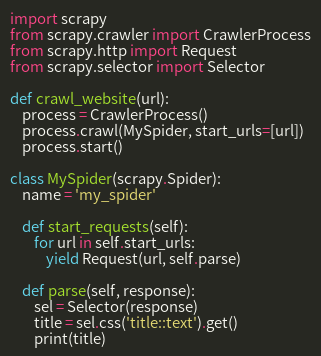 import scrapy
from scrapy.crawler import CrawlerProcess
from scrapy.http import Request
from scrapy.selector import Selector

def crawl_website(url):
    process = CrawlerProcess()
    process.crawl(MySpider, start_urls=[url])
    process.start()

class MySpider(scrapy.Spider):
    name = 'my_spider'

    def start_requests(self):
        for url in self.start_urls:
            yield Request(url, self.parse)

    def parse(self, response):
        sel = Selector(response)
        title = sel.css('title::text').get()
        print(title)